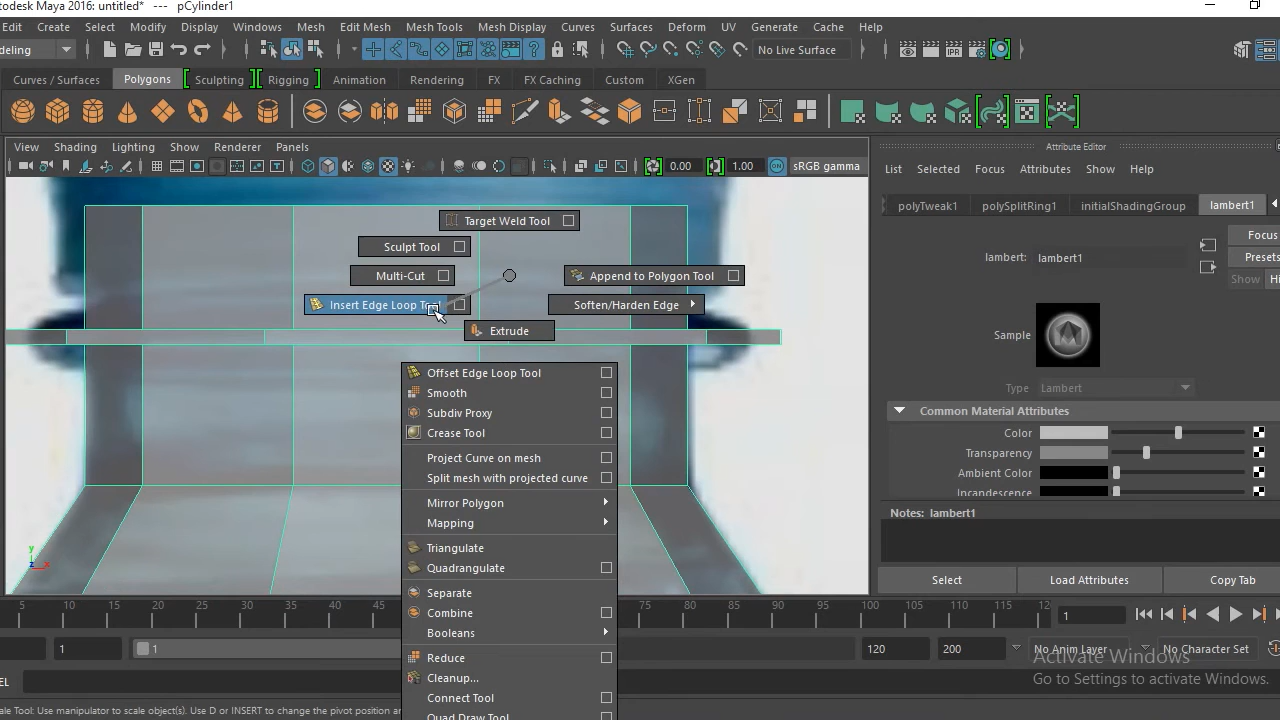 utodesk Maya 2016: untitled* --- pCylinder1
Edit Create Select Modify Display Windows Mesh Edit Mesh Mesh Tools Mesh Display Curves Surfaces Deform UV Generate Cache Help
deling No Live Surface
Curves / Surfaces Polygons Sculpting Rigging Animation Rendering FX FX Caching Custom XGen
View Shading Lighting Show Renderer Panels
0.00 1.00 ON sRGB gamma
Target Weld Tool
Sculpt Tool
Multi-Cut Append to Polygon Tool
Insert Edge Loop Tool Soften/Harden Edge
Extrude
Offset Edge Loop Tool
Smooth
Subdiv Proxy
Crease Tool
Project Curve on mesh
Split mesh with projected curve
Mirror Polygon
Mapping
Triangulate
Quadrangulate
Separate
Combine
Booleans
Reduce
Cleanup...
Connect Tool
Quad Draw Tool
y
z x
Attribute Editor
List Selected Focus Attributes Show Help
polyTweak1 polySplitRing1 initialShadingGroup lambert1
Focus
lambert: lambert1
Presets
Show Hi
Sample
Type Lambert
Common Material Attributes
Color
Transparency
Ambient Color
Incandescence
Notes: lambert1
Select Load Attributes Copy Tab
5 10 15 20 25 30 35 40 45 75 80 85 90 95 100 105 110 115 12
1
1 1 120 200 No Anim Layer No Character Set
EL
Activate Windows
Go to Settings to activate Windows.
ale Tool: Use manipulator to scale object(s). Use D or INSERT to change the pivot position a